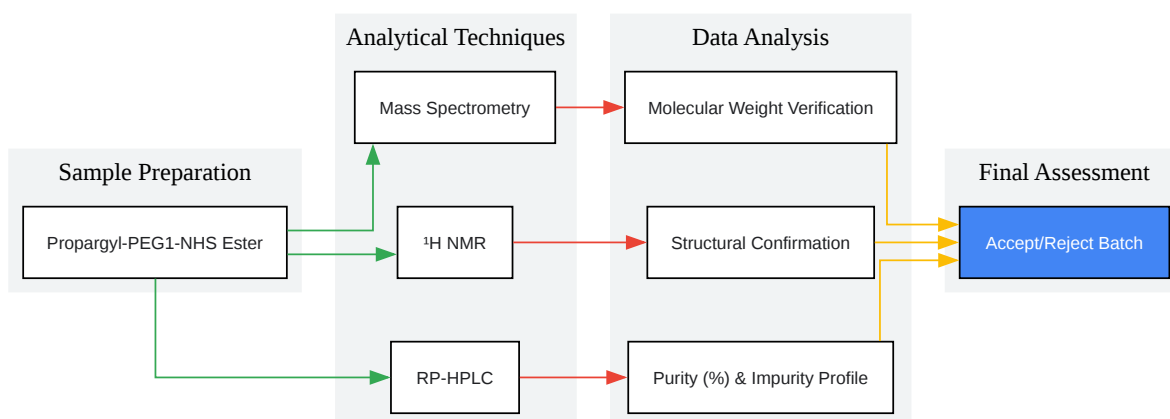 Analytical Techniques
Data Analysis
Mass Spectrometry
Molecular Weight Verification
Sample Preparation
Final Assessment
Propargyl-PEG1-NHS Ester
¹H NMR
Structural Confirmation
Accept/Reject Batch
RP-HPLC
Purity (%) & Impurity Profile